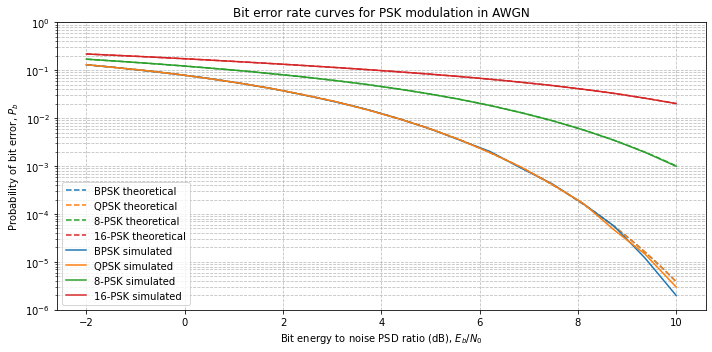 Bit error rate curves for PSK modulation in AWGN
Probability of bit error, P_b
10^0
10^−1
10^−2
10^−3
10^−4
10^−5
10^−6
BPSK theoretical
QPSK theoretical
8-PSK theoretical
16-PSK theoretical
BPSK simulated
QPSK simulated
8-PSK simulated
16-PSK simulated
−2 0 2 4 6 8 10
Bit energy to noise PSD ratio (dB), E_b/N_0